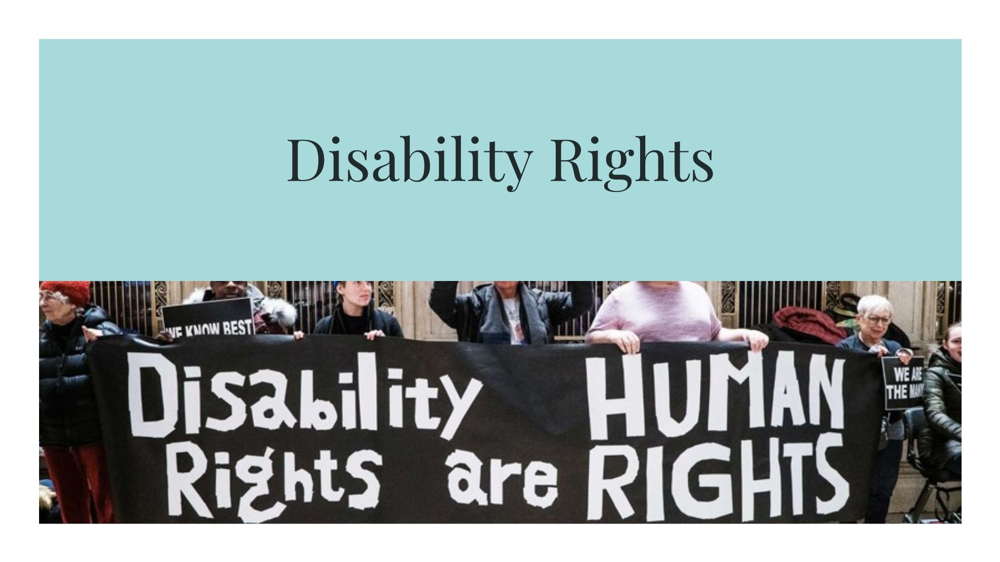 Disability Rights
WE KNOW BEST
Disability HUMAN
Rights are RIGHTS
WE ARE
THE MANY